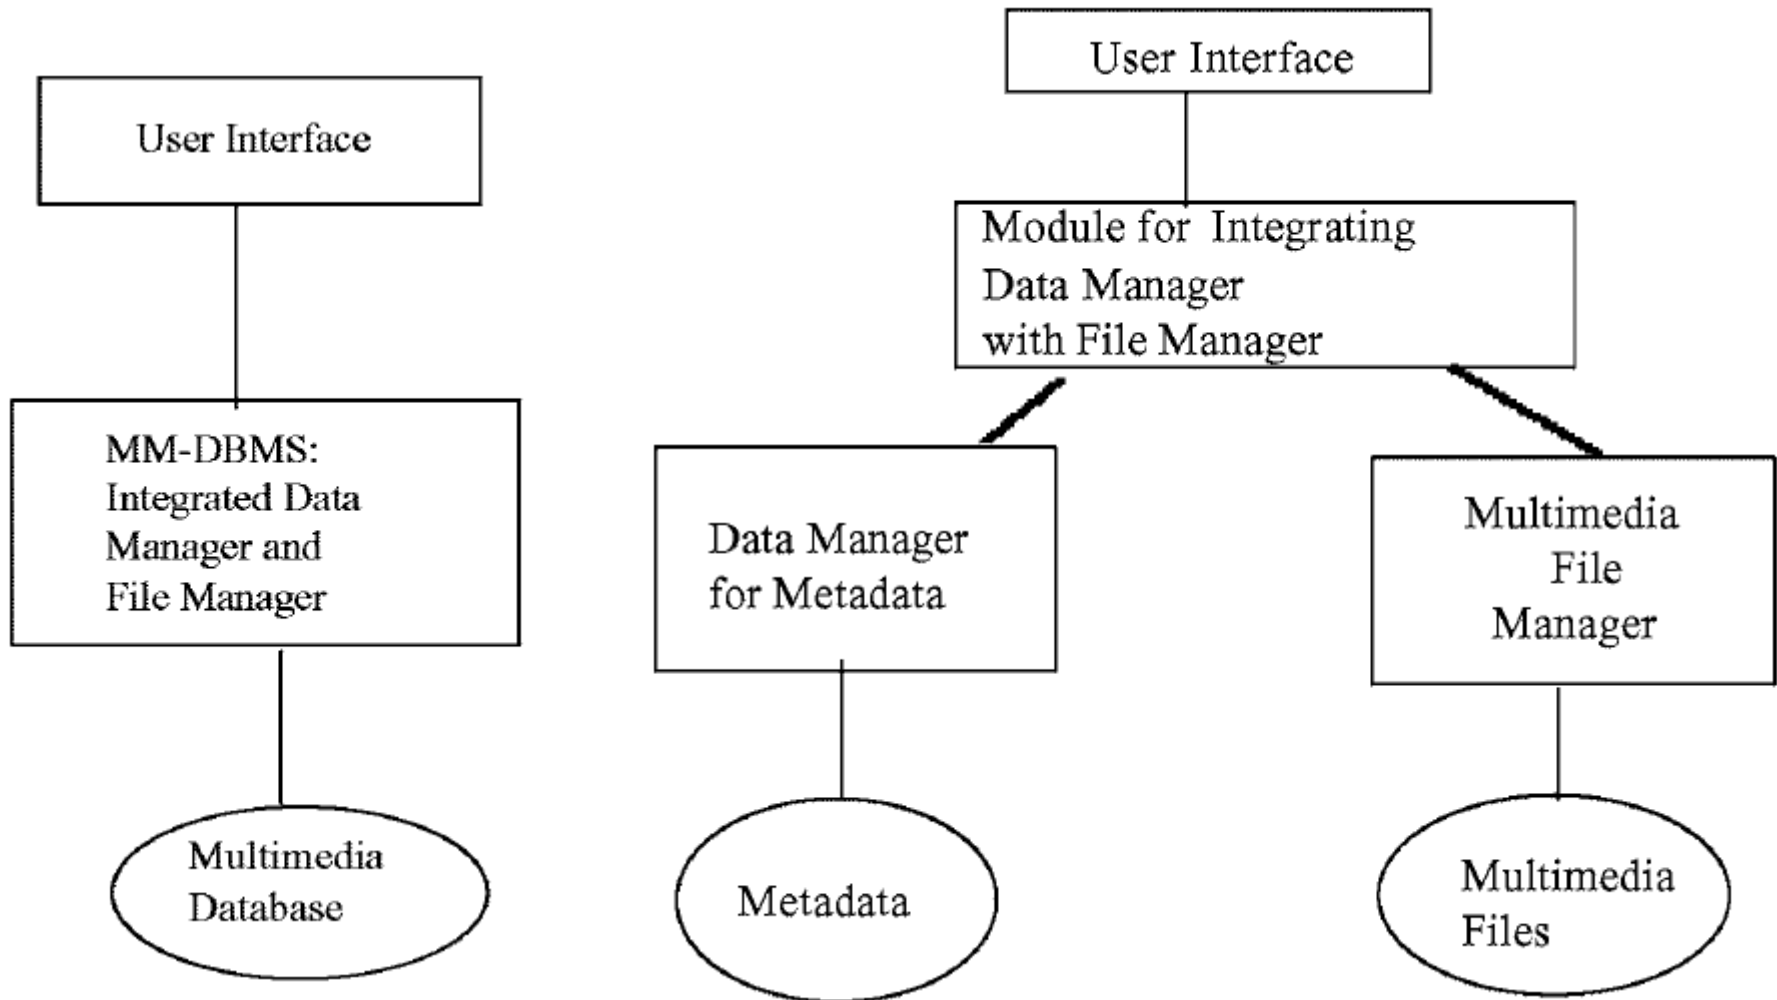 User Interface
MM-DBMS:
Integrated Data
Manager and
File Manager
Multimedia
Database
User Interface
Module for Integrating
Data Manager
with File Manager
Data Manager
for Metadata
Metadata
Multimedia
File
Manager
Multimedia
Files